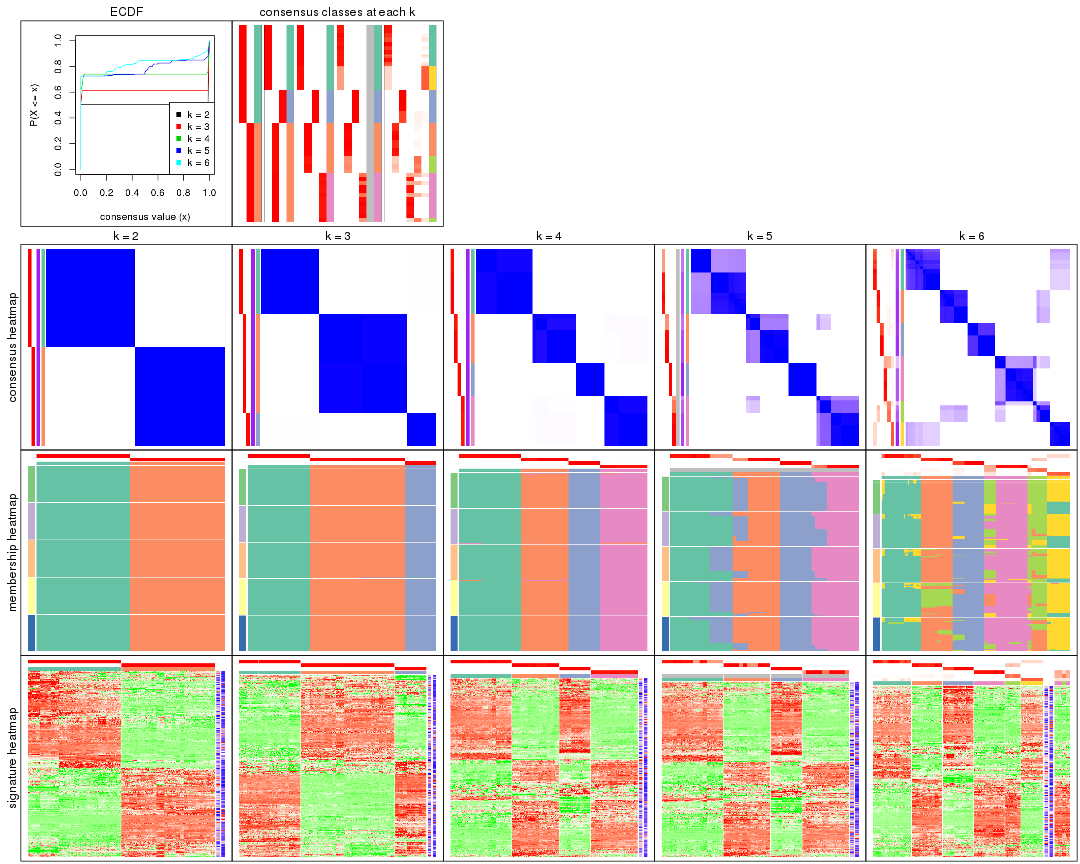 ECDF
consensus classes at each k
P(X <= x)
0.0 0.2 0.4 0.6 0.8 1.0
k = 2
k = 3
k = 4
k = 5
k = 6
0.0 0.2 0.4 0.6 0.8 1.0
consensus value (x)
k = 2
k = 3
k = 4
k = 5
k = 6
consensus heatmap
membership heatmap
signature heatmap